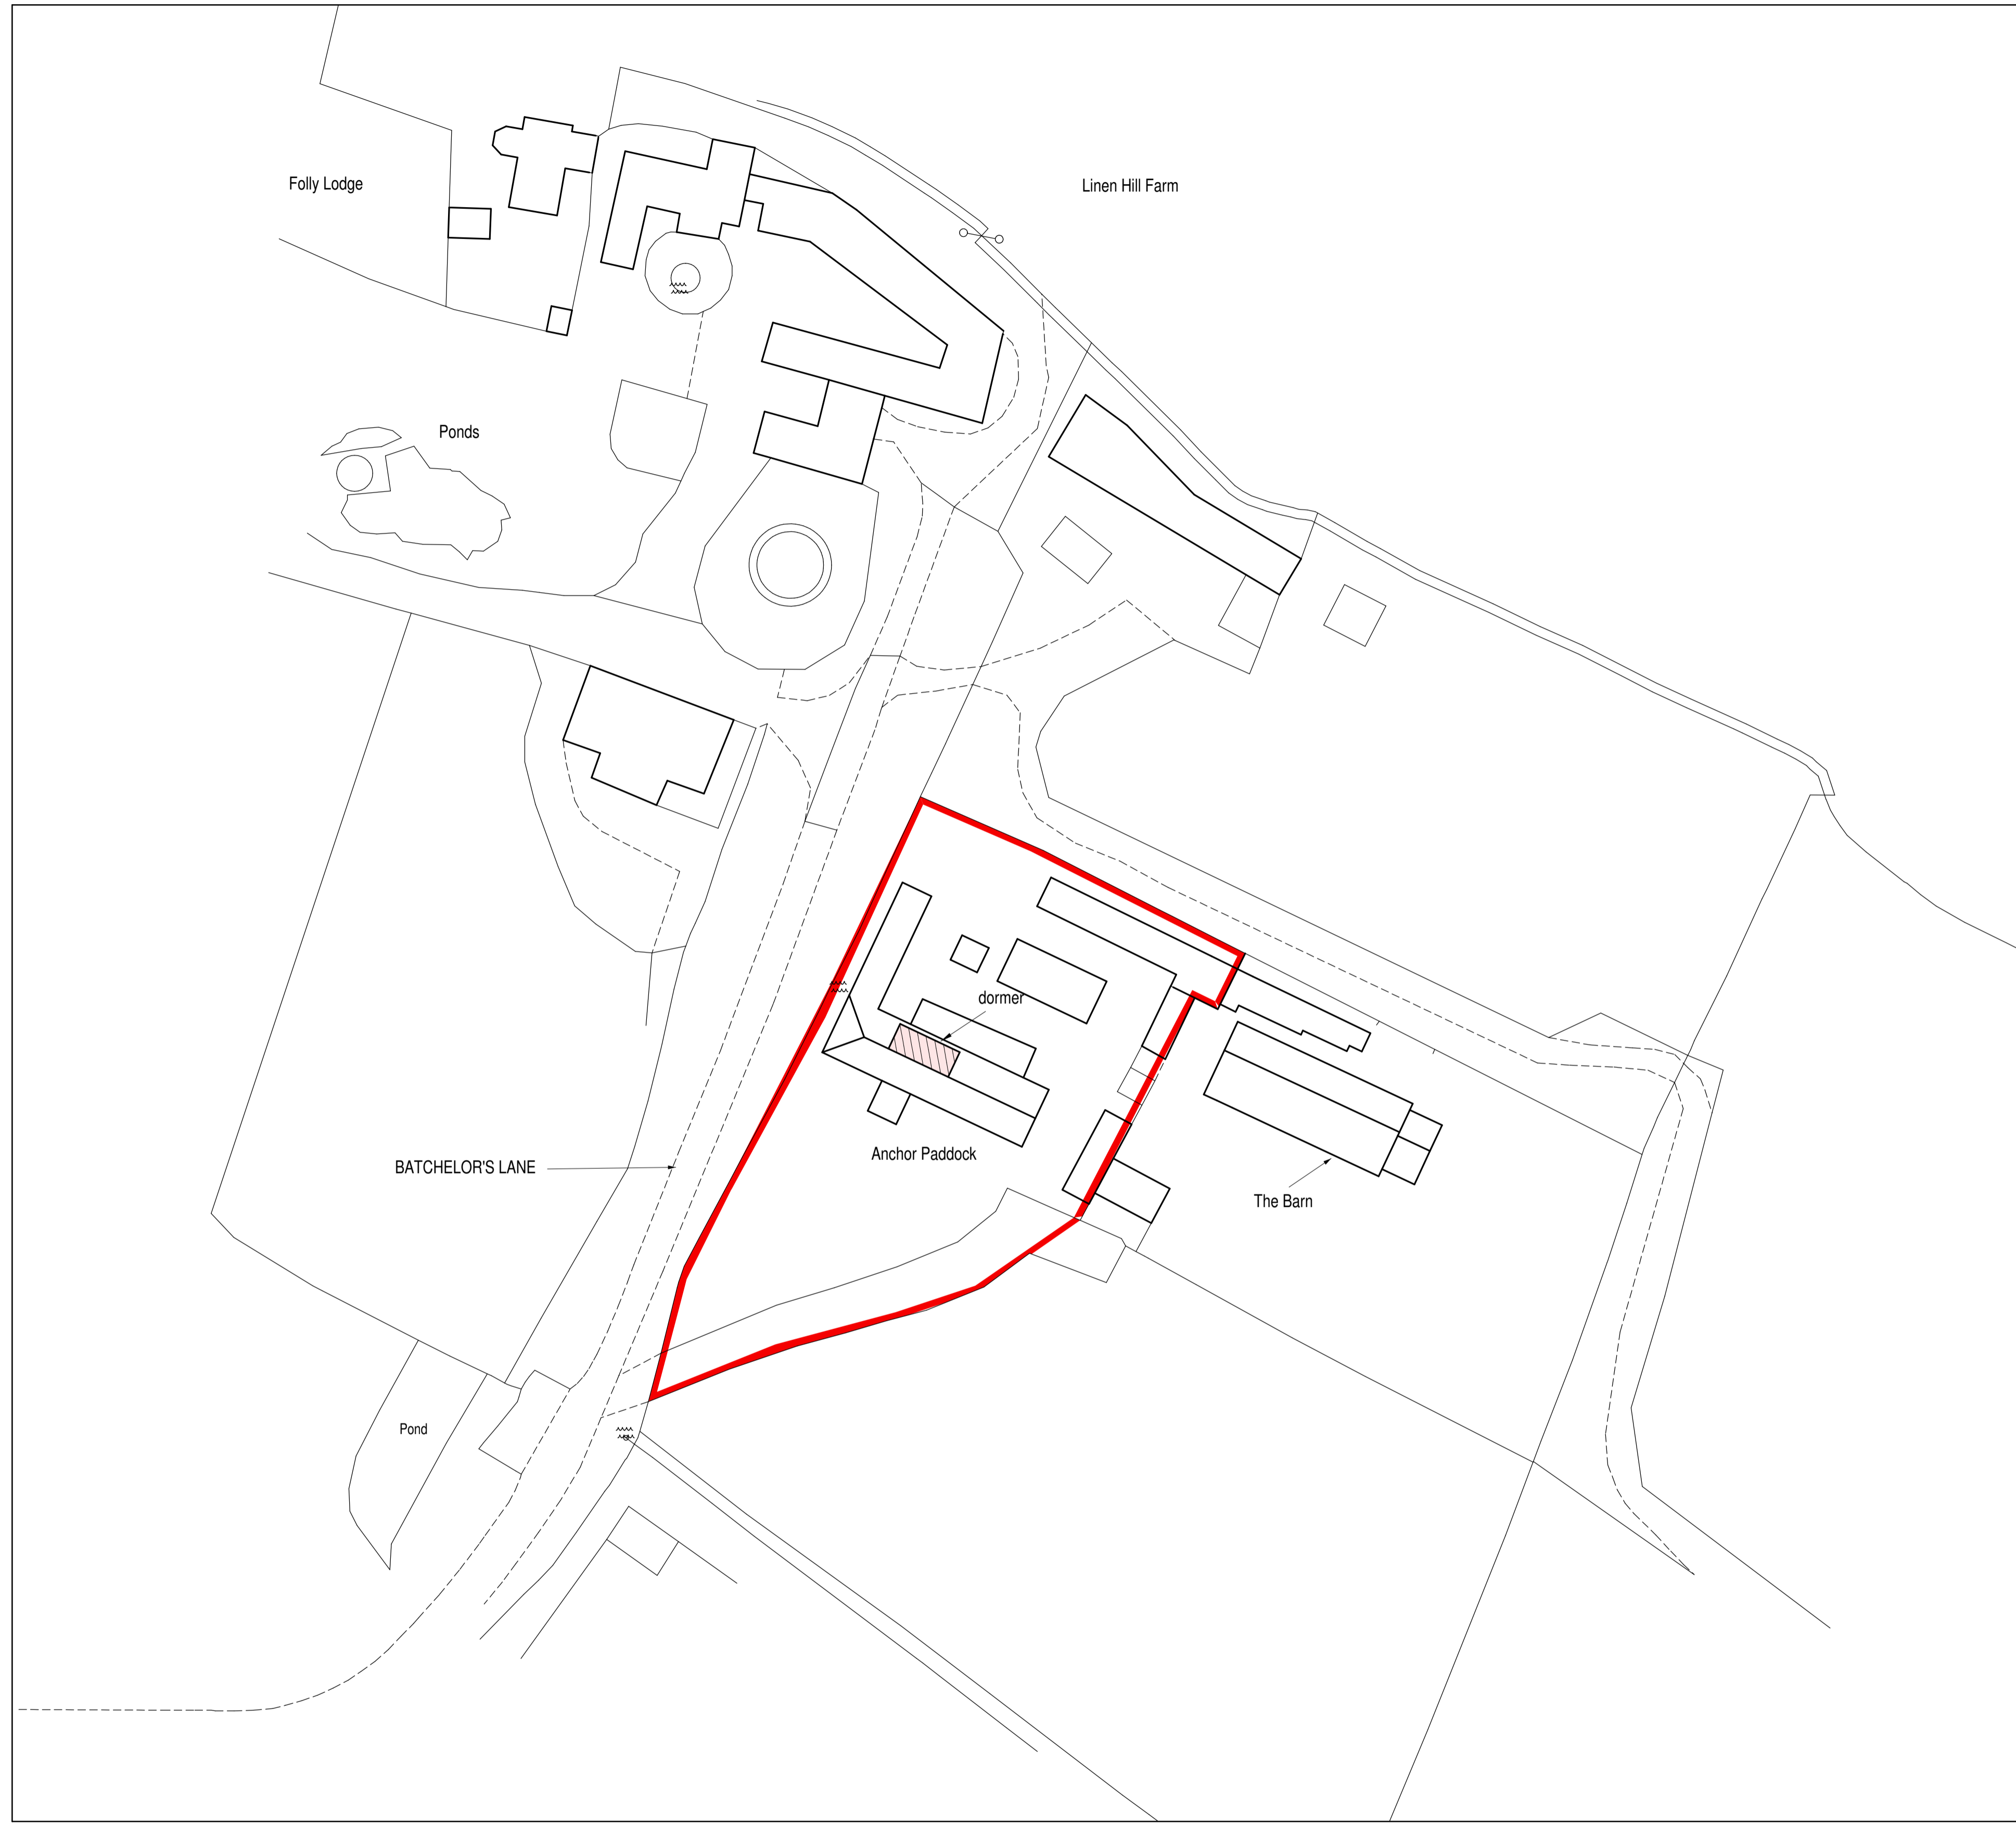 Folly Lodge
Linen Hill Farm
Ponds
dormer
Anchor Paddock
BATCHELOR'S LANE
The Barn
Pond